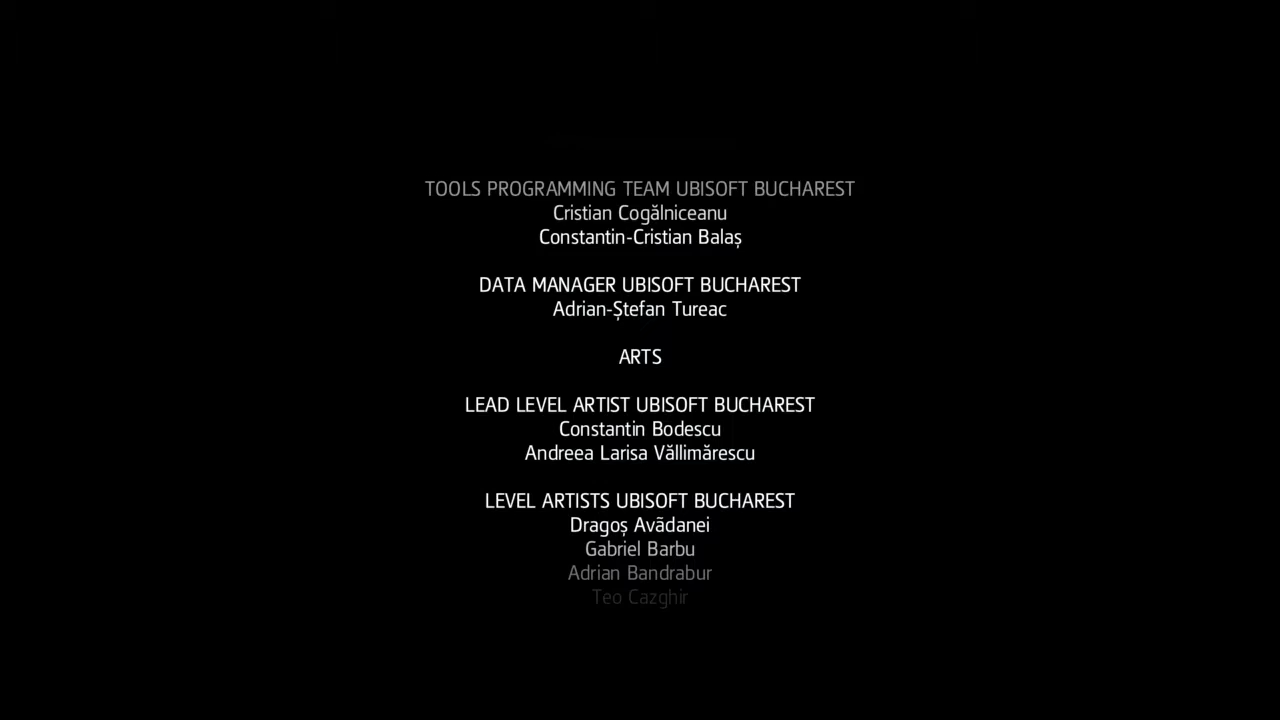 TOOLS PROGRAMMING TEAM UBISOFT BUCHAREST
Cristian Cogălniceanu
Constantin-Cristian Balaș
DATA MANAGER UBISOFT BUCHAREST
Adrian-Ștefan Tureac
ARTS
LEAD LEVEL ARTIST UBISOFT BUCHAREST
Constantin Bodescu
Andreea Larisa Văllimărescu
LEVEL ARTISTS UBISOFT BUCHAREST
Dragoș Avãdanei
Gabriel Barbu
Adrian Bandrabur
Teo Cazghir